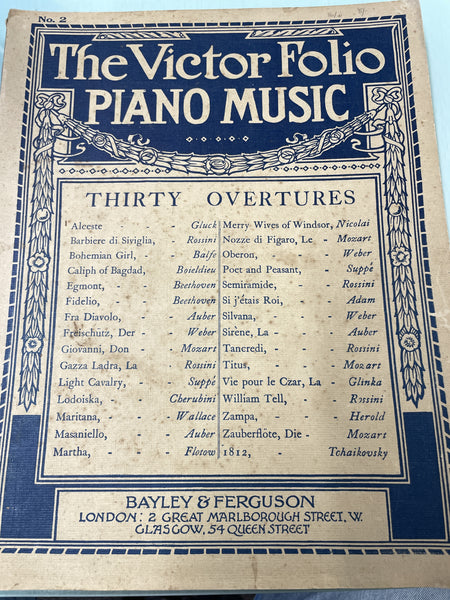 No. 2
The Victor Folio
PIANO MUSIC
THIRTY OVERTURES
Alceste - Gluck
Barbiere di Siviglia, Rossini
Bohemian Girl, - Balfe
Caliph of Bagdad, Boieldieu
Egmont, - - Beethoven
Fidelio, - - Beethoven
Fra Diavolo, - Auber
Freischutz, Der - Weber
Giovanni, Don Mozart
Gazza Ladra, La Rossini
Light Cavalry, - Suppé
Lodoiska, - Cherubini
Maritana, - - Wallace
Masaniello, - Auber
Martha, - - Flotow
Merry Wives of Windsor, Nicolai
Nozze di Figaro, Le - Mozart
Oberon, - - - Weber
Poet and Peasant, - Suppé
Semiramide, - - Rossini
Si j'étais Roi, - - Adam
Silvana, - - - Weber
Sirène, La - - - Auber
Tancredi, - - - Rossini
Titus, - - - Mozart
Vie pour le Czar, La - Glinka
William Tell, - - Rossini
Zampa, - - - Herold
Zauberflöte, Die - Mozart
1812, - - Tchaikovsky
BAYLEY & FERGUSON
LONDON: 2 GREAT MARLBOROUGH STREET, W.
GLASGOW, 54 QUEEN STREET